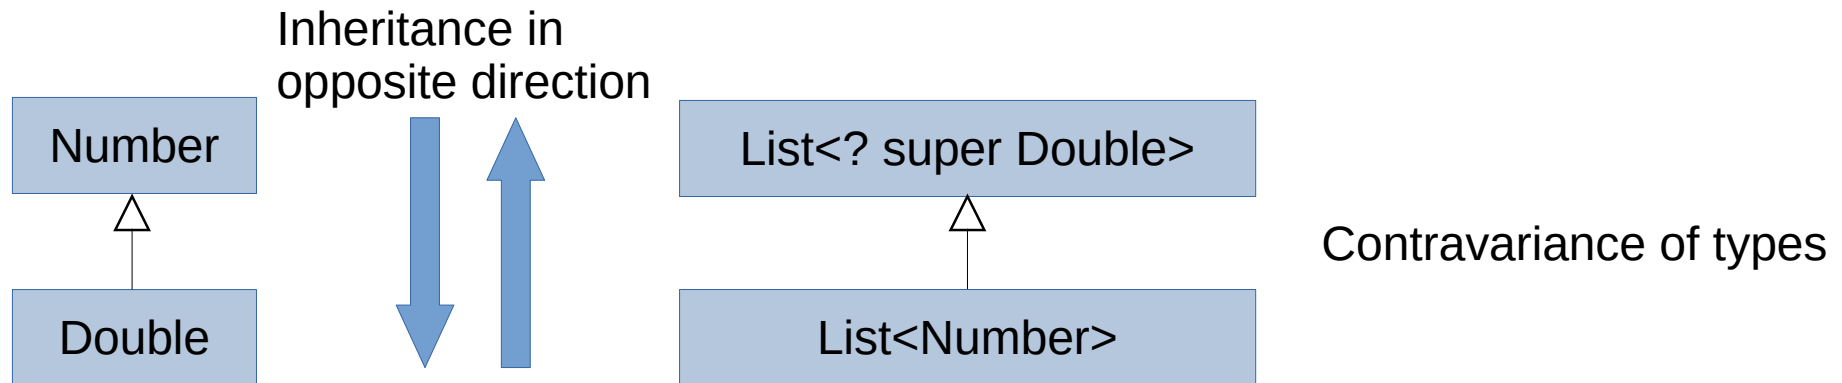 Inheritance in
opposite direction
Number
List<? super Double>
Contravariance of types
Double
List<Number>